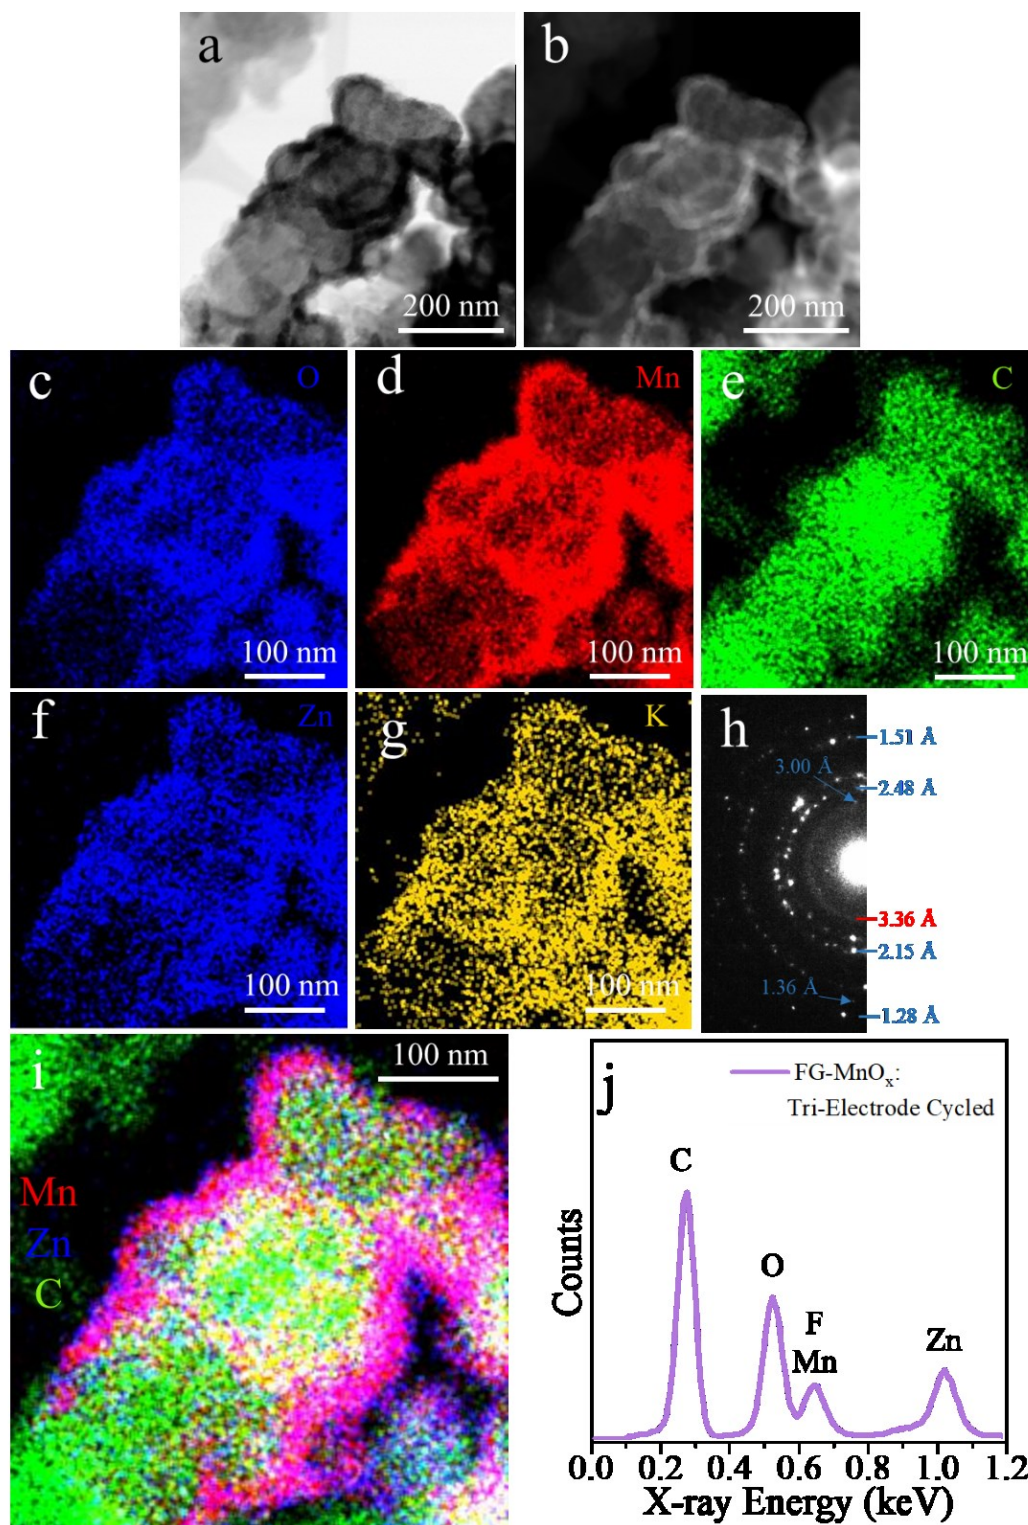 a
b
200 nm
200 nm
c
O
d
Mn
e
C
100 nm
100 nm
100 nm
f
Zn
g
K
h
1.51 Å
3.00 Å
2.48 Å
3.36 Å
2.15 Å
1.36 Å
1.28 Å
100 nm
100 nm
i
100 nm
Mn
Zn
C
j
FG-MnOₓ:
Tri-Electrode Cycled
C
O
F
Mn
Zn
Counts
0.0 0.2 0.4 0.6 0.8 1.0 1.2
X-ray Energy (keV)